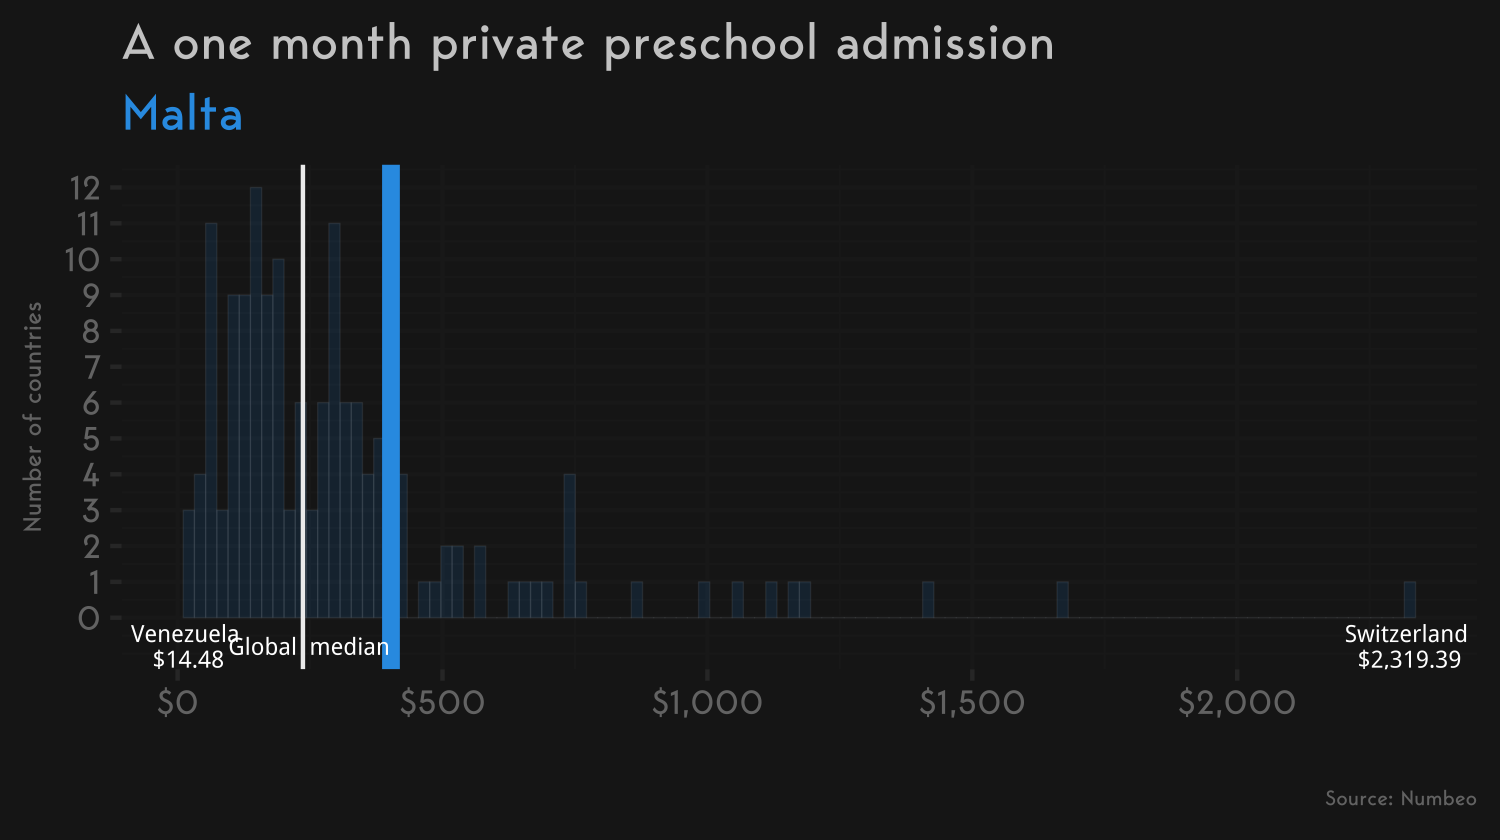 A one month private preschool admission
Malta
Number of countries
12
11
10
9
8
7
6
5
4
3
2
1
0
Venezuela
$14.48
Global median
Switzerland
$2,319.39
$0 $500 $1,000 $1,500 $2,000
Source: Numbeo